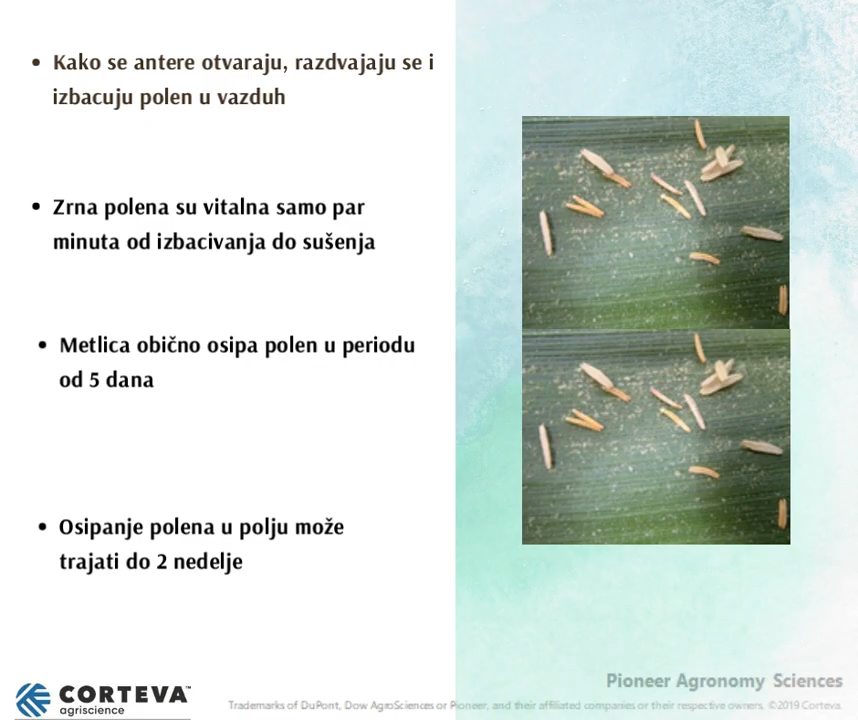 • Kako se antere otvaraju, razdvajaju se i
izbacuju polen u vazduh
• Zrna polena su vitalna samo par
minuta od izbacivanja do sušenja
• Metlica obično osipa polen u periodu
od 5 dana
• Osipanje polena u polju može
trajati do 2 nedelje
Pioneer Agronomy Sciences
CORTEVA™
agriscience
Trademarks of DuPont, Dow AgroSciences or Pioneer, and their affiliated companies or their respective owners. ©2019 Corteva.